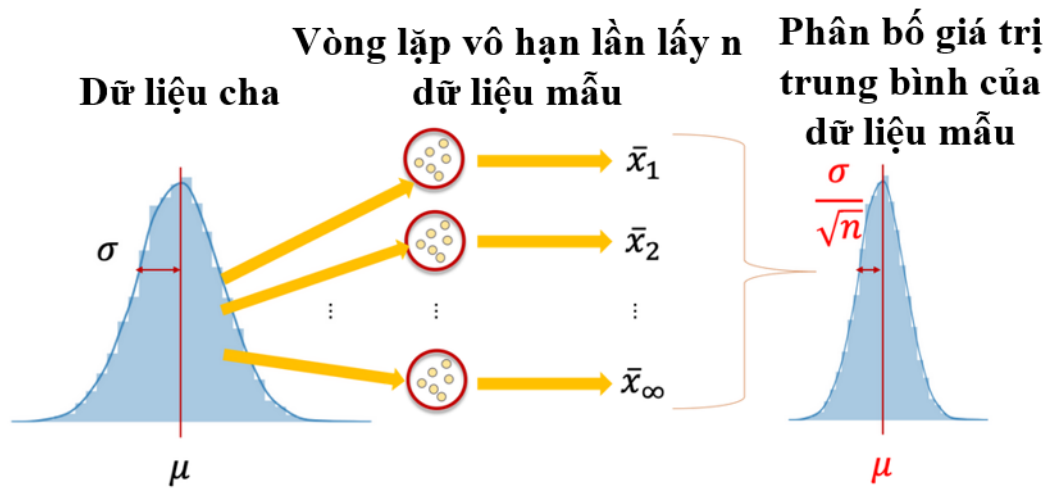 Dữ liệu cha
Vòng lặp vô hạn lần lấy n
dữ liệu mẫu
Phân bố giá trị
trung bình của
dữ liệu mẫu
σ
μ
x̄₁
x̄₂
⋮ ⋮ ⋮
x̄∞
σ/√n
μ